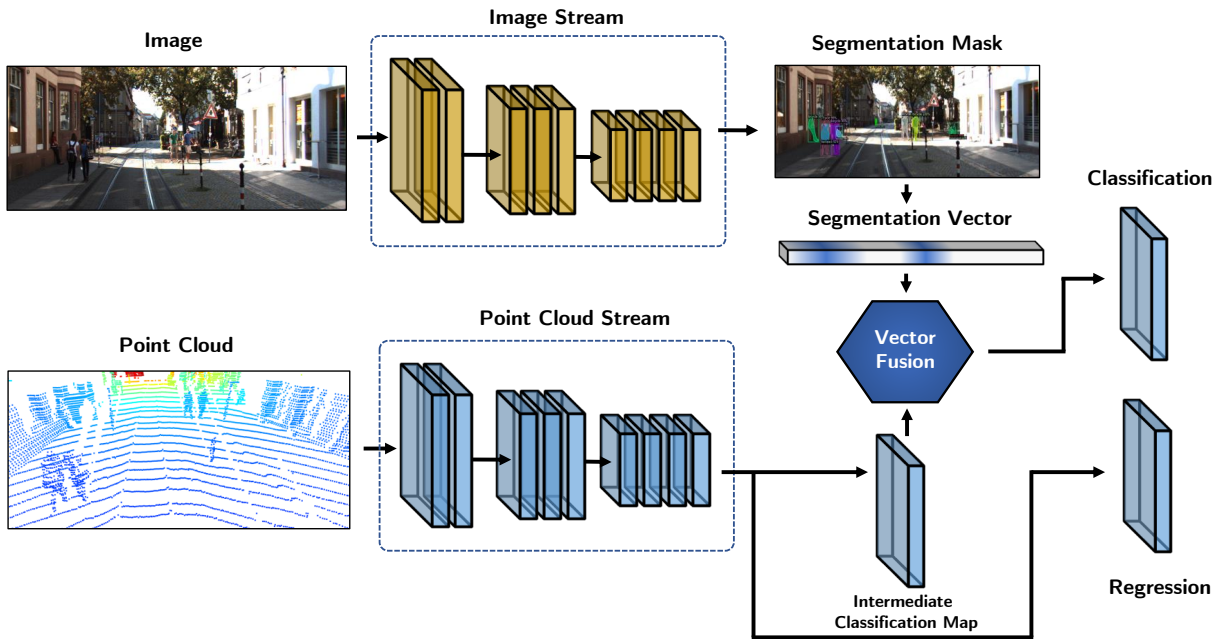 Image Stream
Image
Segmentation Mask
Classification
Segmentation Vector
Point Cloud Stream
Point Cloud
Vector
Fusion
Intermediate
Classification Map
Regression